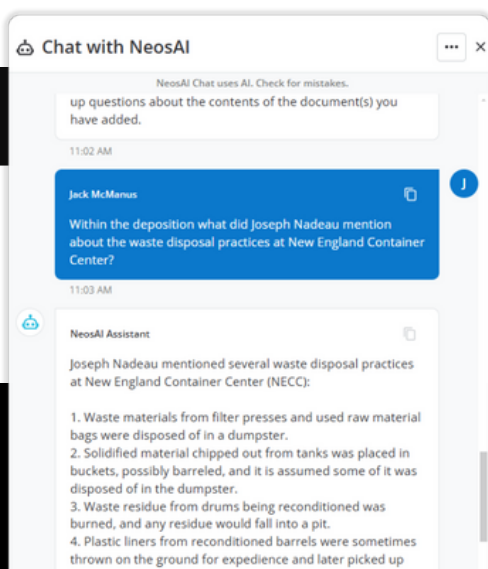 Chat with NeosAI
NeosAI Chat uses AI. Check for mistakes.
up questions about the contents of the document(s) you
have added.
11:02 AM
Jack McManus
J
Within the deposition what did Joseph Nadeau mention
about the waste disposal practices at New England Container
Center?
11:03 AM
NeosAI Assistant
Joseph Nadeau mentioned several waste disposal practices
at New England Container Center (NECC):
1. Waste materials from filter presses and used raw material
bags were disposed of in a dumpster.
2. Solidified material chipped out from tanks was placed in
buckets, possibly barreled, and it is assumed some of it was
disposed of in the dumpster.
3. Waste residue from drums being reconditioned was
burned, and any residue would fall into a pit.
4. Plastic liners from reconditioned barrels were sometimes
thrown on the ground for expedience and later picked up